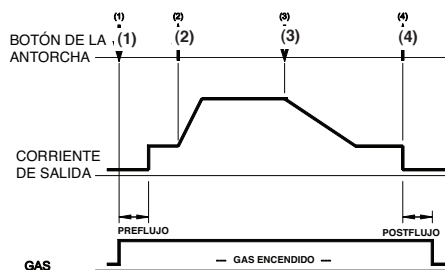 (1) (2) (3) (4)
BOTÓN DE LA ANTORCHA
(1) (2) (3) (4)
CORRIENTE DE SALIDA
PREFLUJO
POSTFLUJO
GAS
GAS ENCENDIDO